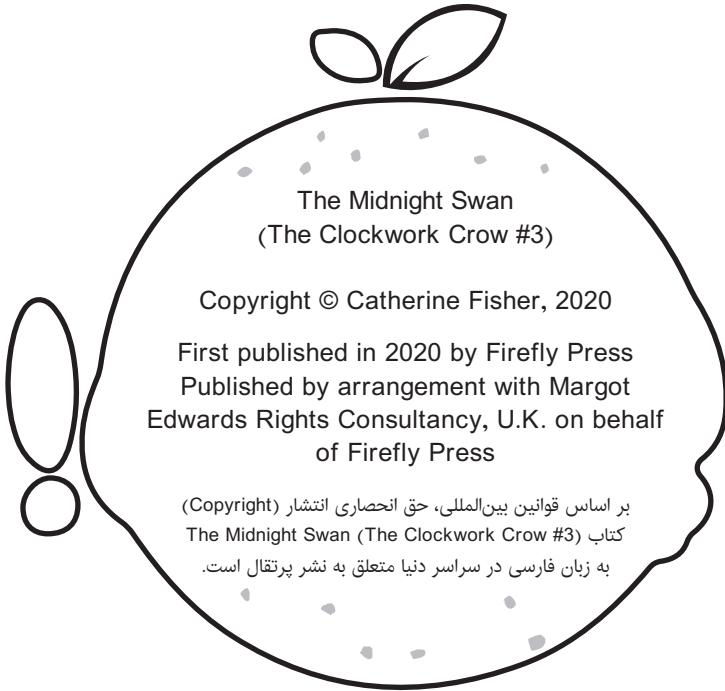 The Midnight Swan
(The Clockwork Crow #3)
Copyright © Catherine Fisher, 2020
First published in 2020 by Firefly Press
Published by arrangement with Margot
Edwards Rights Consultancy, U.K. on behalf
of Firefly Press
بر اساس قوانین بین‌المللی، حق انحصاری انتشار (Copyright)
کتاب The Midnight Swan (The Clockwork Crow #3)
به زبان فارسی در سراسر دنیا متعلق به نشر پرتقال است.